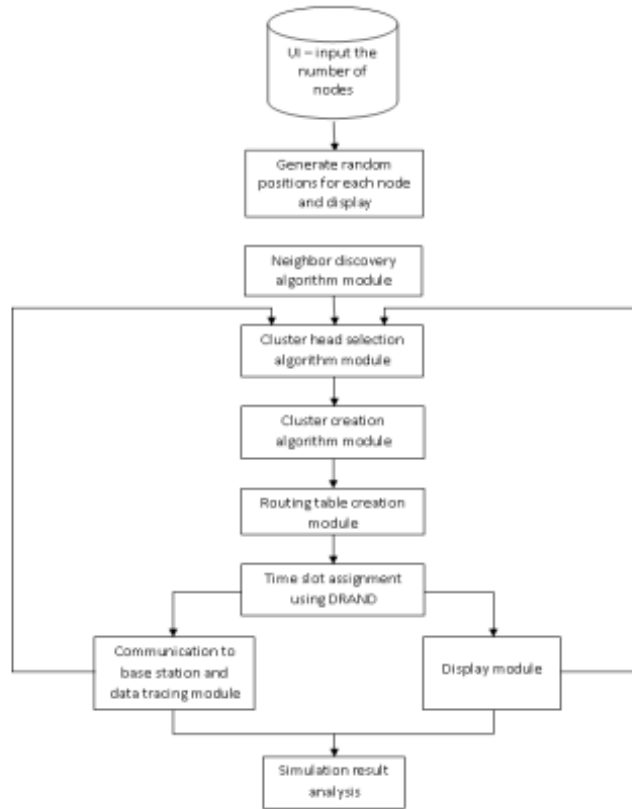 UI – input the
number of
nodes
Generate random
positions for each node
and display
Neighbor discovery
algorithm module
Cluster head selection
algorithm module
Cluster creation
algorithm module
Routing table creation
module
Time slot assignment
using DRAND
Communication to
base station and
data tracing module
Display module
Simulation result
analysis